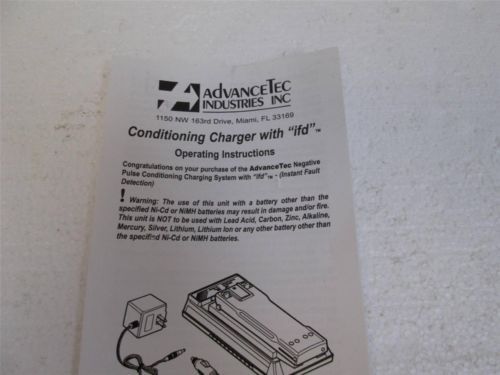 ADVANCETEC
INDUSTRIES INC
1150 NW 163rd Drive, Miami, FL 33169
Conditioning Charger with "ifd"™
Operating Instructions
Congratulations on your purchase of the AdvanceTec Negative
Pulse Conditioning Charging System with "ifd"™ - (Instant Fault
Detection)
! Warning: The use of this unit with a battery other than the
specified Ni-Cd or NiMH batteries may result in damage and/or fire.
This unit is NOT to be used with Lead Acid, Carbon, Zinc, Alkaline,
Mercury, Silver, Lithium, Lithium Ion or any other battery other than
the specified Ni-Cd or NiMH batteries.